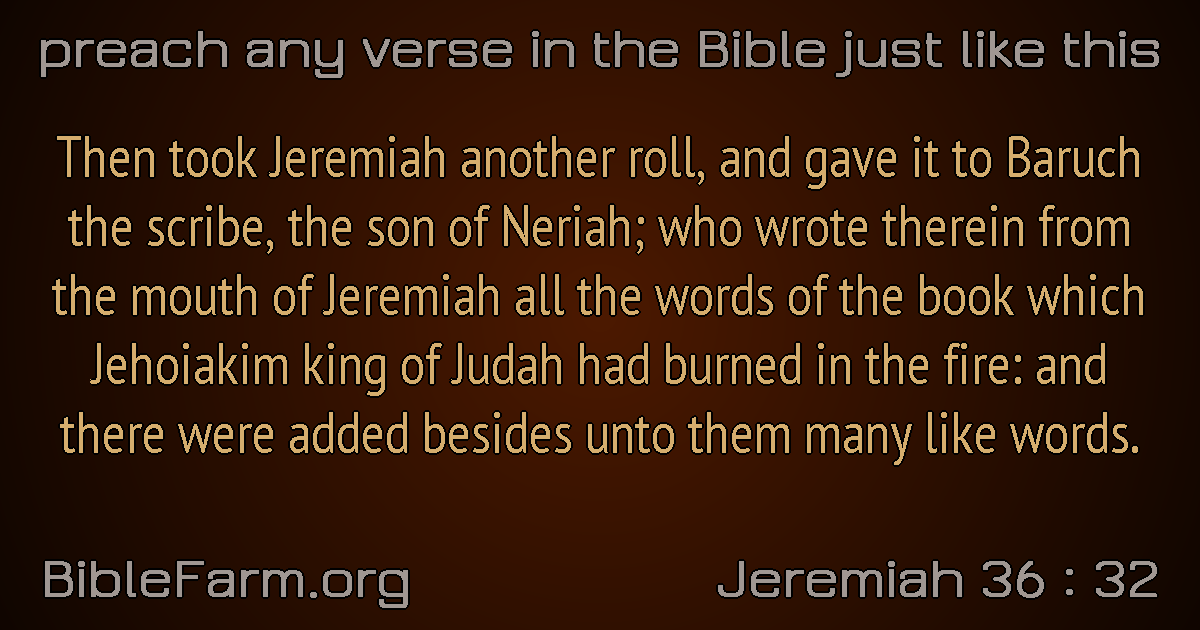 preach any verse in the Bible just like this
Then took Jeremiah another roll, and gave it to Baruch
the scribe, the son of Neriah; who wrote therein from
the mouth of Jeremiah all the words of the book which
Jehoiakim king of Judah had burned in the fire: and
there were added besides unto them many like words.
BibleFarm.org
Jeremiah 36 : 32